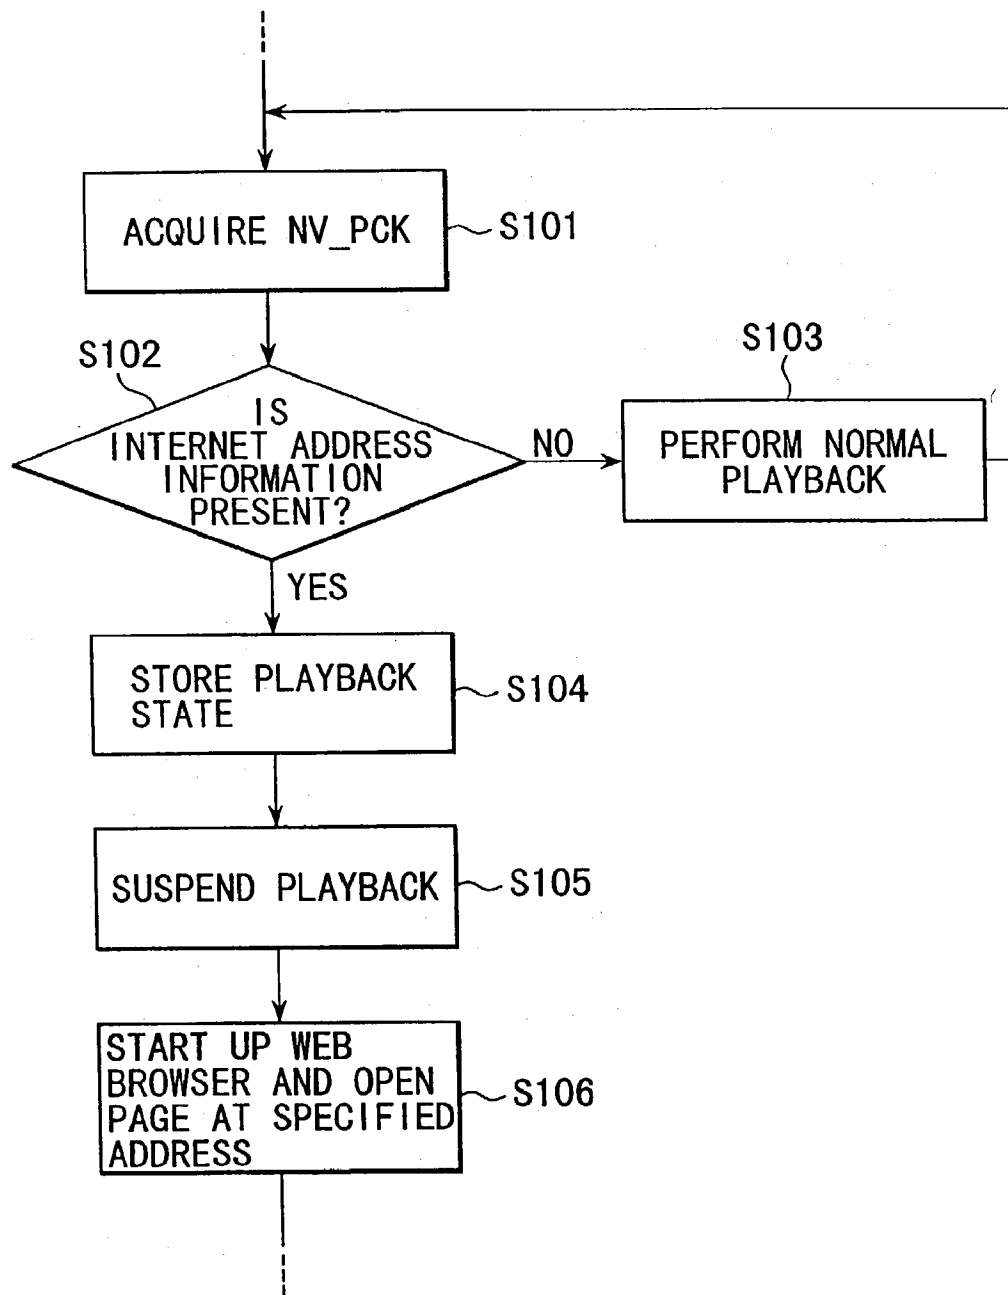 ACQUIRE NV_PCK
S101
S102
IS
INTERNET ADDRESS
INFORMATION
PRESENT?
NO
S103
PERFORM NORMAL
PLAYBACK
YES
STORE PLAYBACK
STATE
S104
SUSPEND PLAYBACK
S105
START UP WEB
BROWSER AND OPEN
PAGE AT SPECIFIED
ADDRESS
S106